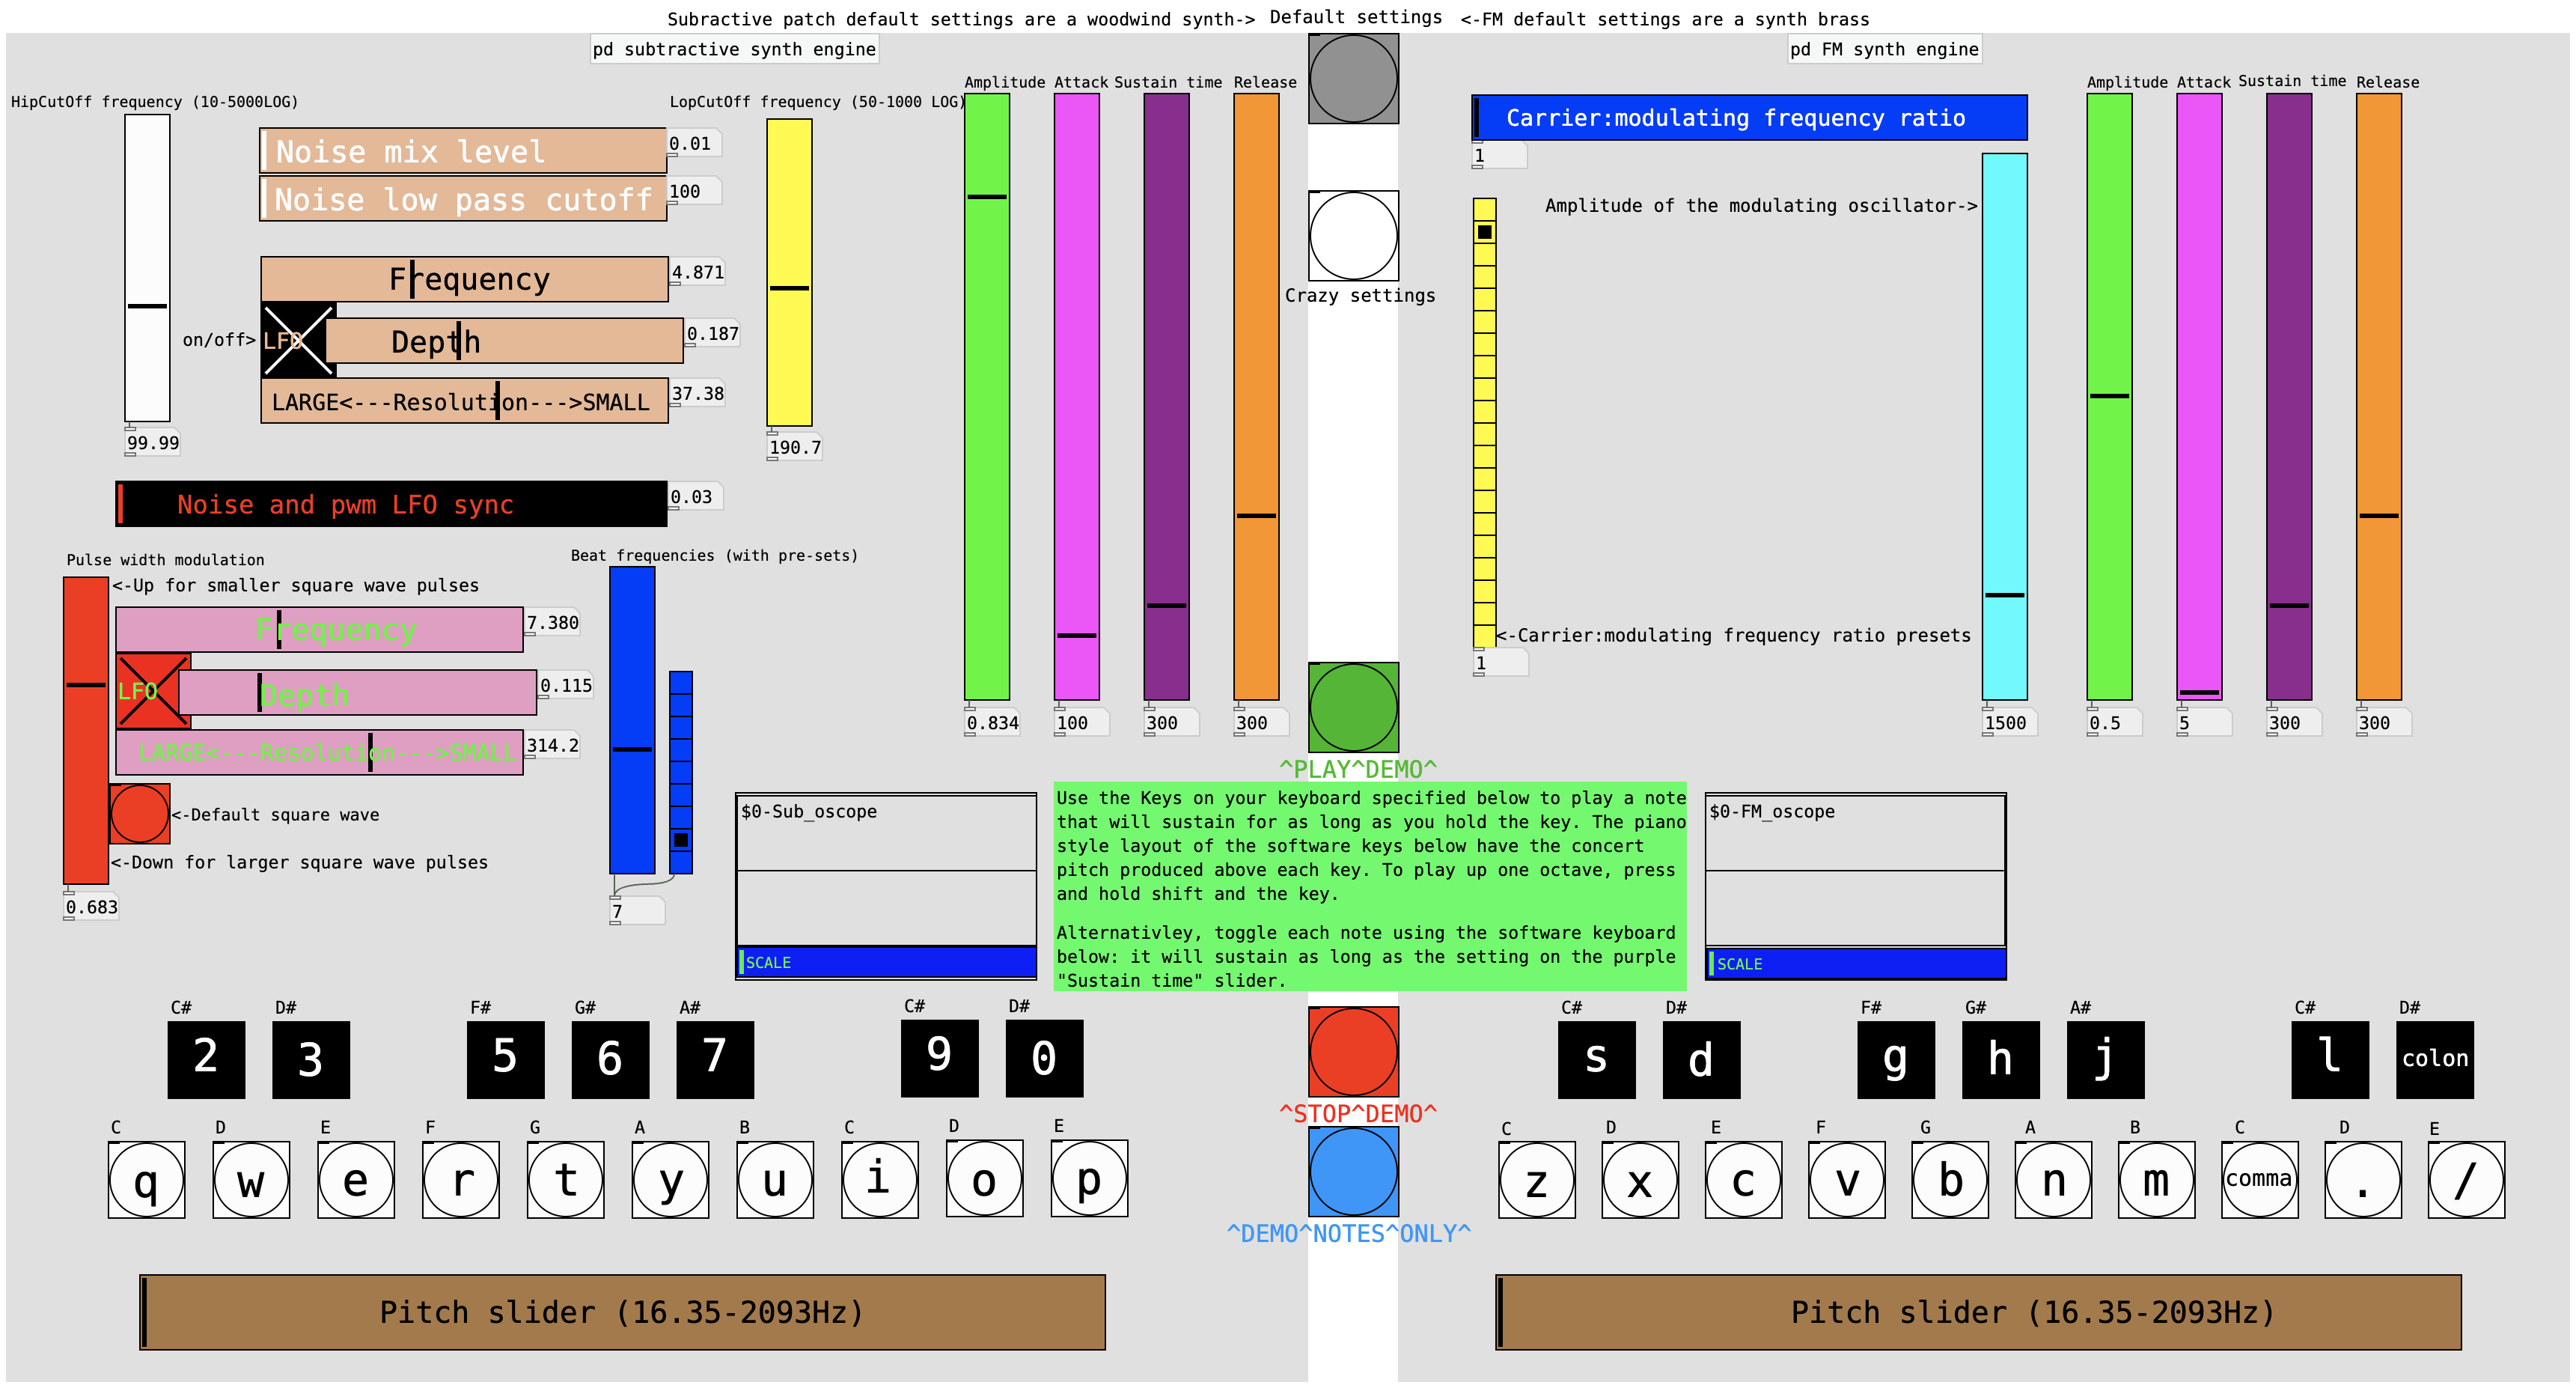 Subractive patch default settings are a woodwind synth-> Default settings <-FM default settings are a synth brass
pd subtractive synth engine
pd FM synth engine
HipCutOff frequency (10-5000LOG)
99.99
Noise mix level
0.01
Noise low pass cutoff
100
Frequency
4.871
on/off>
LFO
Depth
0.187
LARGE<---Resolution--->SMALL
37.38
LopCutOff frequency (50-1000 LOG)
190.7
Noise and pwm LFO sync
0.03
Pulse width modulation
<-Up for smaller square wave pulses
Frequency
7.380
LFO
Depth
0.115
LARGE<---Resolution--->SMALL
314.2
<-Default square wave
<-Down for larger square wave pulses
0.683
Beat frequencies (with pre-sets)
7
Amplitude Attack Sustain time Release
0.834 100 300 300
$0-Sub_oscope
SCALE
Crazy settings
^PLAY^DEMO^
Use the Keys on your keyboard specified below to play a note
that will sustain for as long as you hold the key. The piano
style layout of the software keys below have the concert
pitch produced above each key. To play up one octave, press
and hold shift and the key.
Alternativley, toggle each note using the software keyboard
below: it will sustain as long as the setting on the purple
"Sustain time" slider.
^STOP^DEMO^
^DEMO^NOTES^ONLY^
Carrier:modulating frequency ratio
1
Amplitude of the modulating oscillator->
<-Carrier:modulating frequency ratio presets
1
1500
Amplitude Attack Sustain time Release
0.5 5 300 300
$0-FM_oscope
SCALE
C# D# F# G# A# C# D#
2 3 5 6 7 9 0
C D E F G A B C D E
q w e r t y u i o p
Pitch slider (16.35-2093Hz)
C# D# F# G# A# C# D#
s d g h j l colon
C D E F G A B C D E
z x c v b n m comma . /
Pitch slider (16.35-2093Hz)